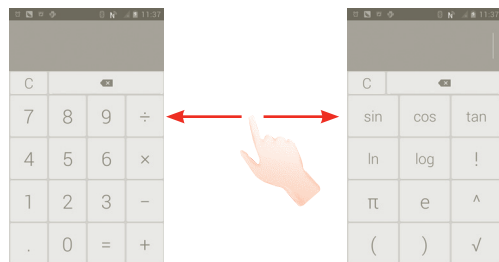 11:37
C
7 8 9 ÷
4 5 6 ×
1 2 3 −
. 0 = +
11:37
C
sin cos tan
ln log !
π e ^
( ) √